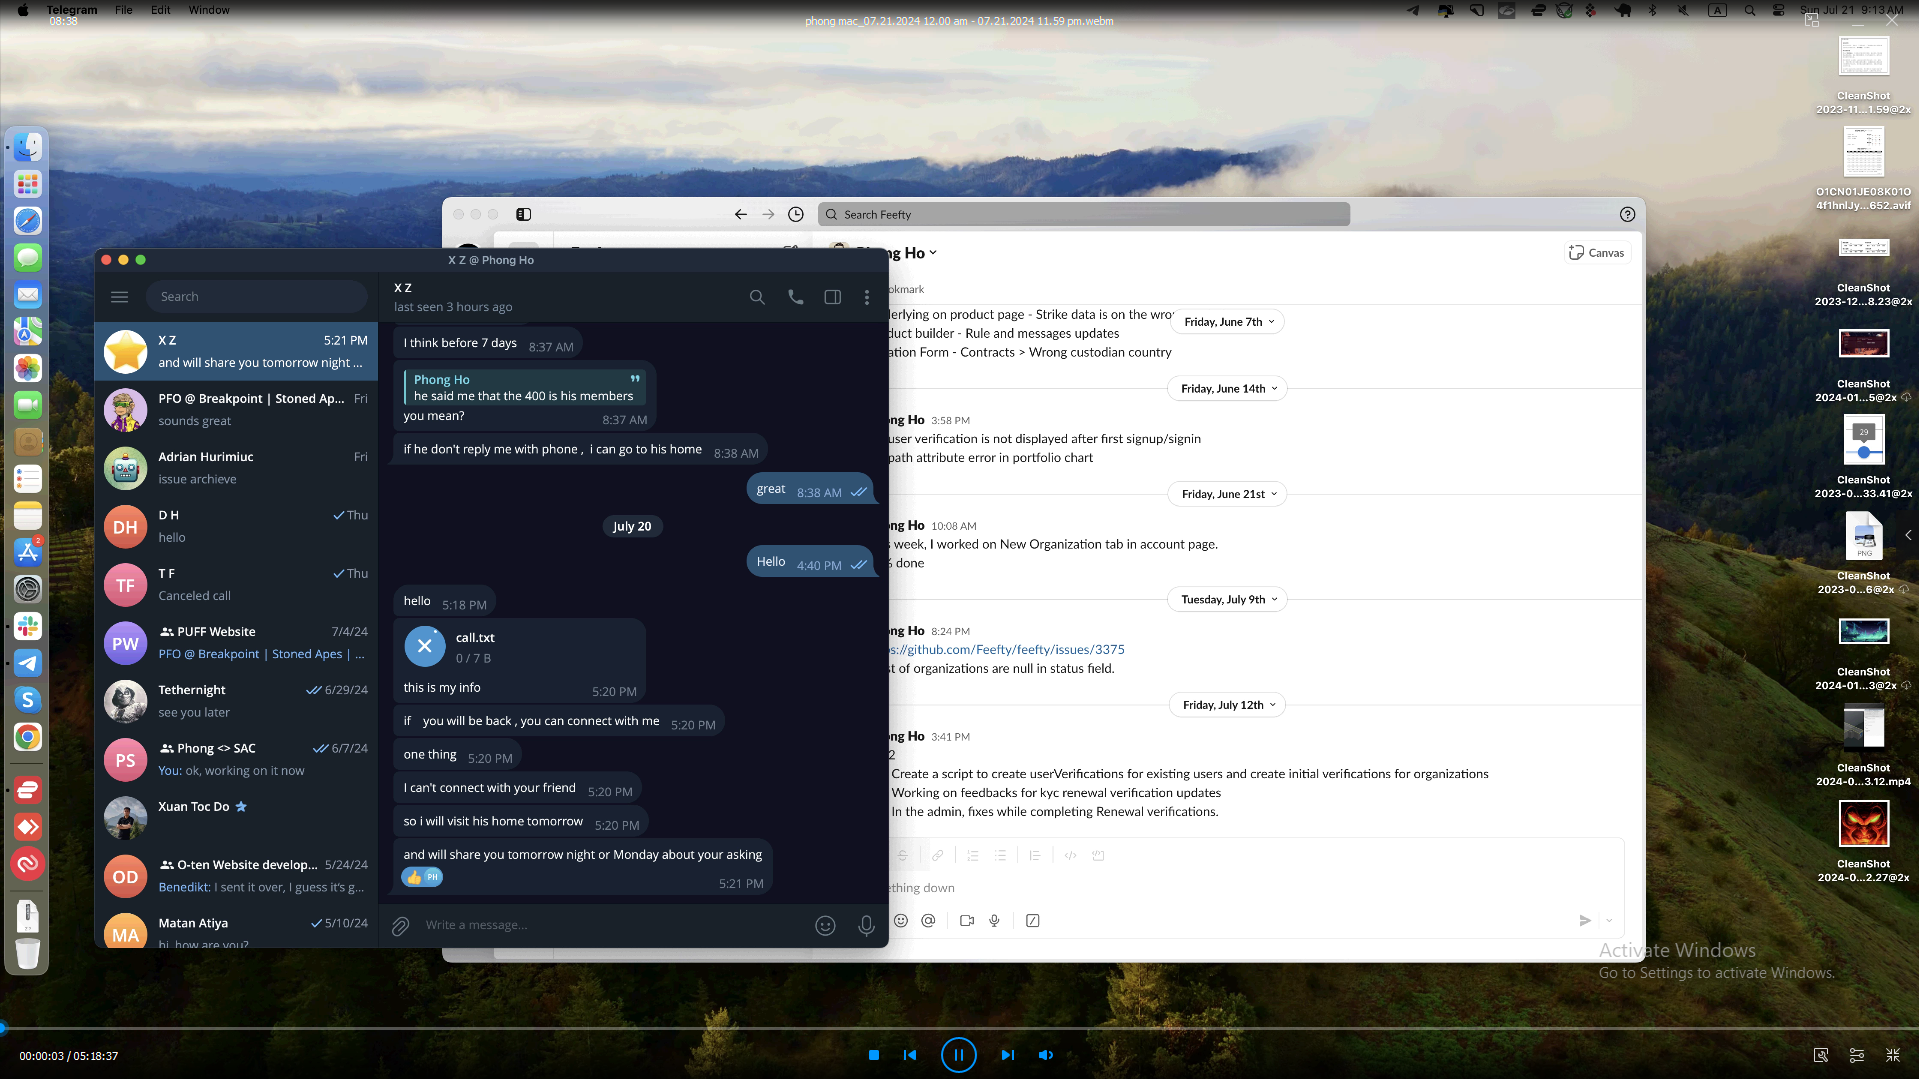 Telegram File Edit Window
08:38
phong mac_07.21.2024 12.00 am - 07.21.2024 11.59 pm.webm
A
Sun Jul 21 9:13 AM
CleanShot
2023-11...1.59@2x
O1CN01JE08K01O
4f1hnlJy...652.avif
CleanShot
2023-12...8.23@2x
CleanShot
2024-01...5@2x
29
CleanShot
2023-0...33.41@2x
PNG
CleanShot
2023-0...6@2x
CleanShot
2024-01...3@2x
CleanShot
2024-0...3.12.mp4
CleanShot
2024-0...2.27@2x
2
Search Feefty
ng Ho
Canvas
okmark
erlying on product page - Strike data is on the wro
Friday, June 7th
duct builder - Rule and messages updates
ation Form - Contracts > Wrong custodian country
Friday, June 14th
ng Ho 3:58 PM
user verification is not displayed after first signup/signin
path attribute error in portfolio chart
Friday, June 21st
ng Ho 10:08 AM
s week, I worked on New Organization tab in account page.
% done
Tuesday, July 9th
ng Ho 8:24 PM
ps://github.com/Feefty/feefty/issues/3375
st of organizations are null in status field.
Friday, July 12th
ng Ho 3:41 PM
2
Create a script to create userVerifications for existing users and create initial verifications for organizations
Working on feedbacks for kyc renewal verification updates
In the admin, fixes while completing Renewal verifications.
ething down
X Z @ Phong Ho
Search
X Z 5:21 PM
and will share you tomorrow night ...
PFO @ Breakpoint | Stoned Ap... Fri
sounds great
Adrian Hurimiuc Fri
issue archieve
DH
D H Thu
hello
TF
T F Thu
Canceled call
PW
PUFF Website 7/4/24
PFO @ Breakpoint | Stoned Apes | ...
Tethernight 6/29/24
see you later
PS
Phong <> SAC 6/7/24
You: ok, working on it now
Xuan Toc Do
OD
O-ten Website develop... 5/24/24
Benedikt: I sent it over, I guess it's g...
MA
Matan Atiya 5/10/24
hi, how are you?
X Z
last seen 3 hours ago
I think before 7 days 8:37 AM
Phong Ho
he said me that the 400 is his members
you mean? 8:37 AM
if he don't reply me with phone , i can go to his home 8:38 AM
great 8:38 AM
July 20
Hello 4:40 PM
hello 5:18 PM
call.txt
0 / 7 B
this is my info 5:20 PM
if you will be back , you can connect with me 5:20 PM
one thing 5:20 PM
I can't connect with your friend 5:20 PM
so i will visit his home tomorrow 5:20 PM
and will share you tomorrow night or Monday about your asking
PH
5:21 PM
Write a message...
Activate Windows
Go to Settings to activate Windows.
00:00:03 / 05:18:37